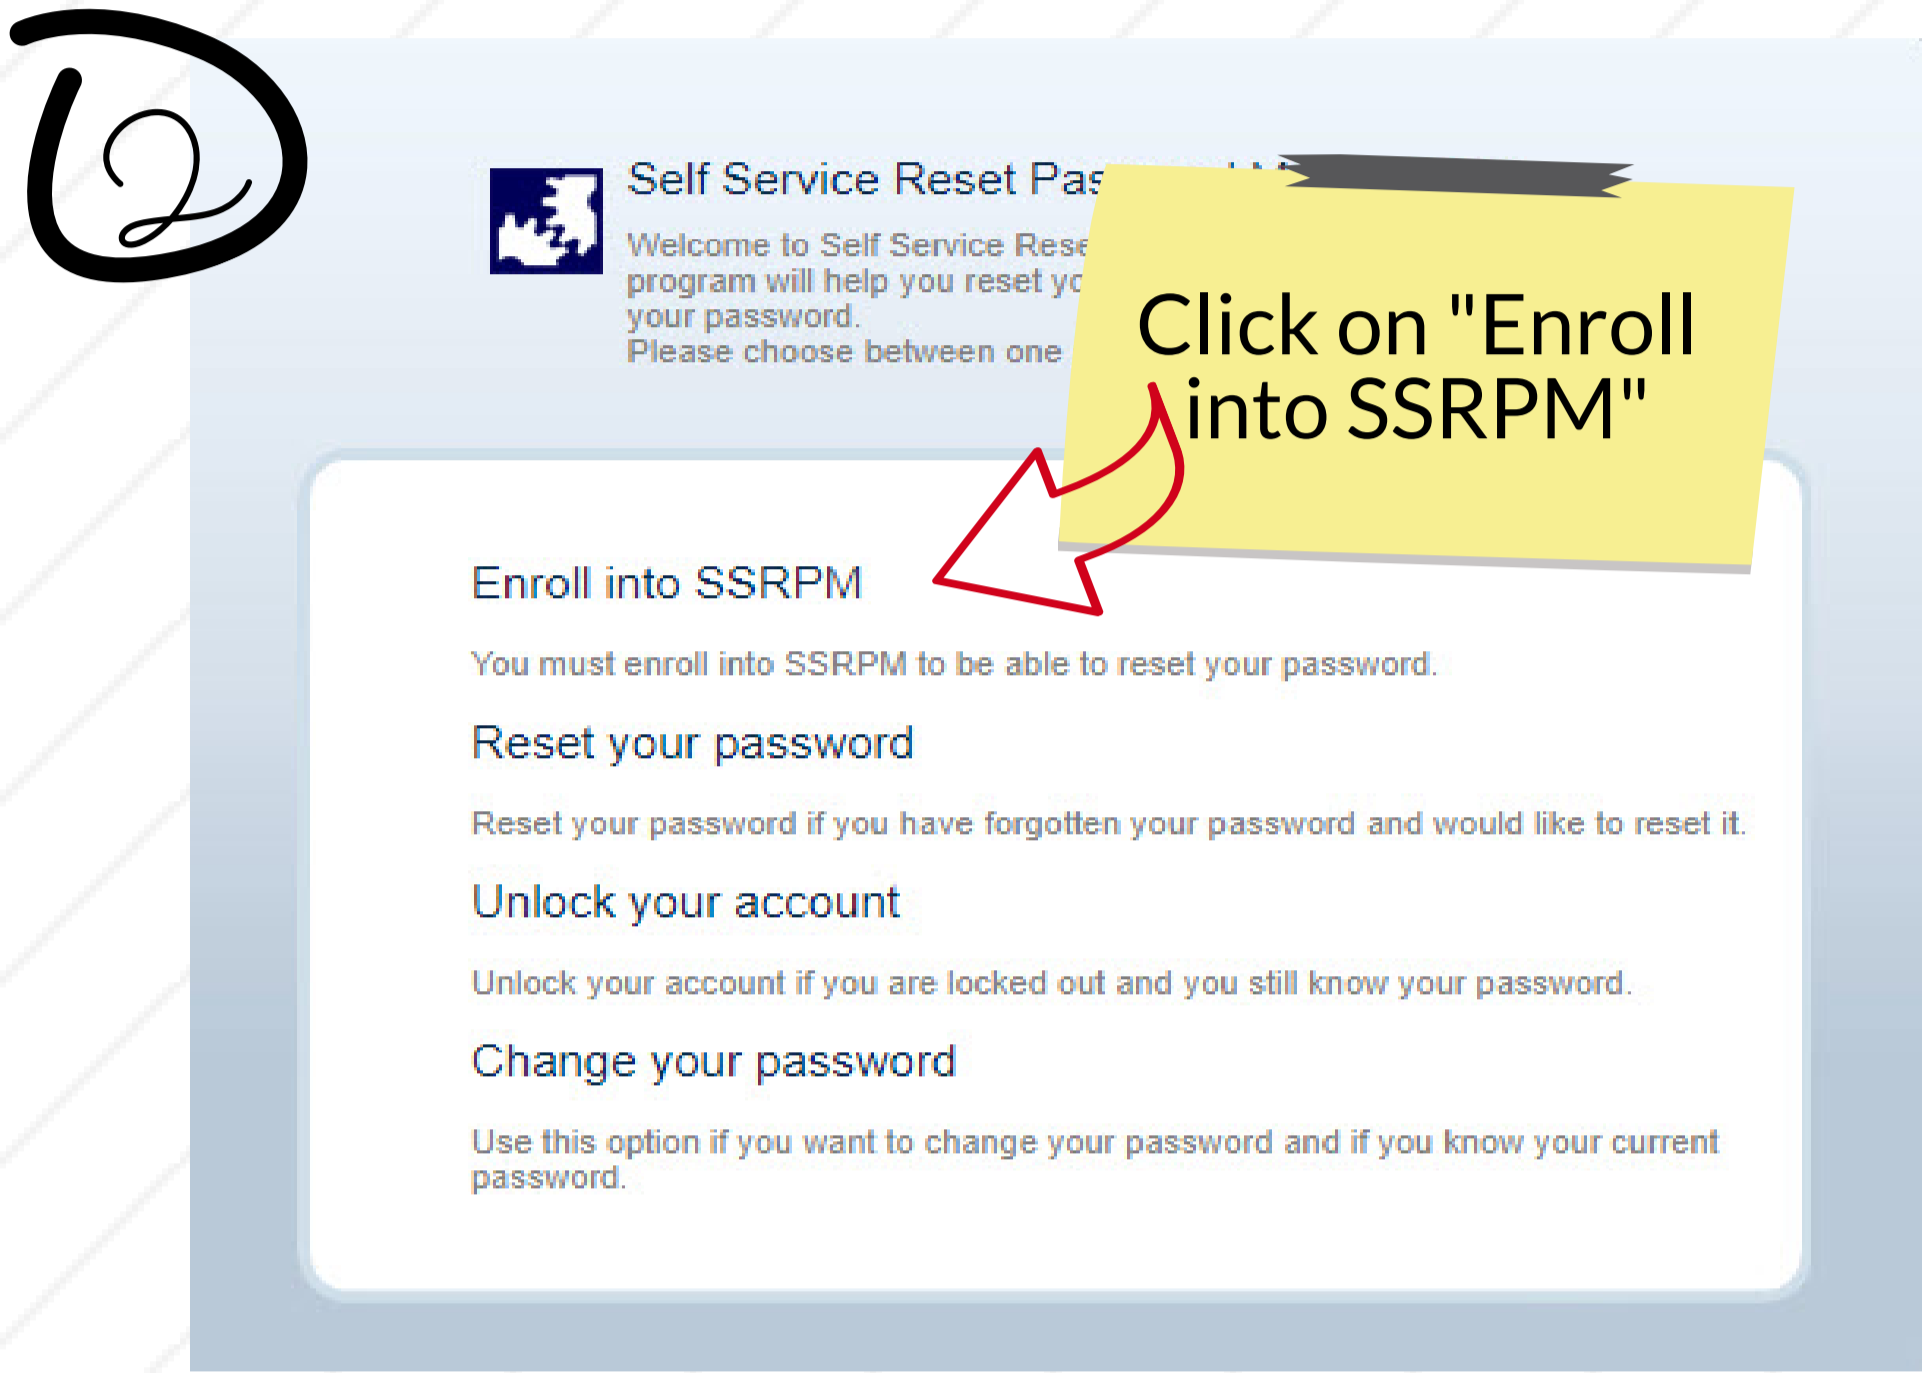 2
Self Service Reset
Welcome to Self Service
program will help you reset
your password.
Please choose between one
Click on "Enroll
into SSRPM"
Enroll into SSRPM
You must enroll into SSRPM to be able to reset your password.
Reset your password
Reset your password if you have forgotten your password and would like to reset it.
Unlock your account
Unlock your account if you are locked out and you still know your password.
Change your password
Use this option if you want to change your password and if you know your current
password.